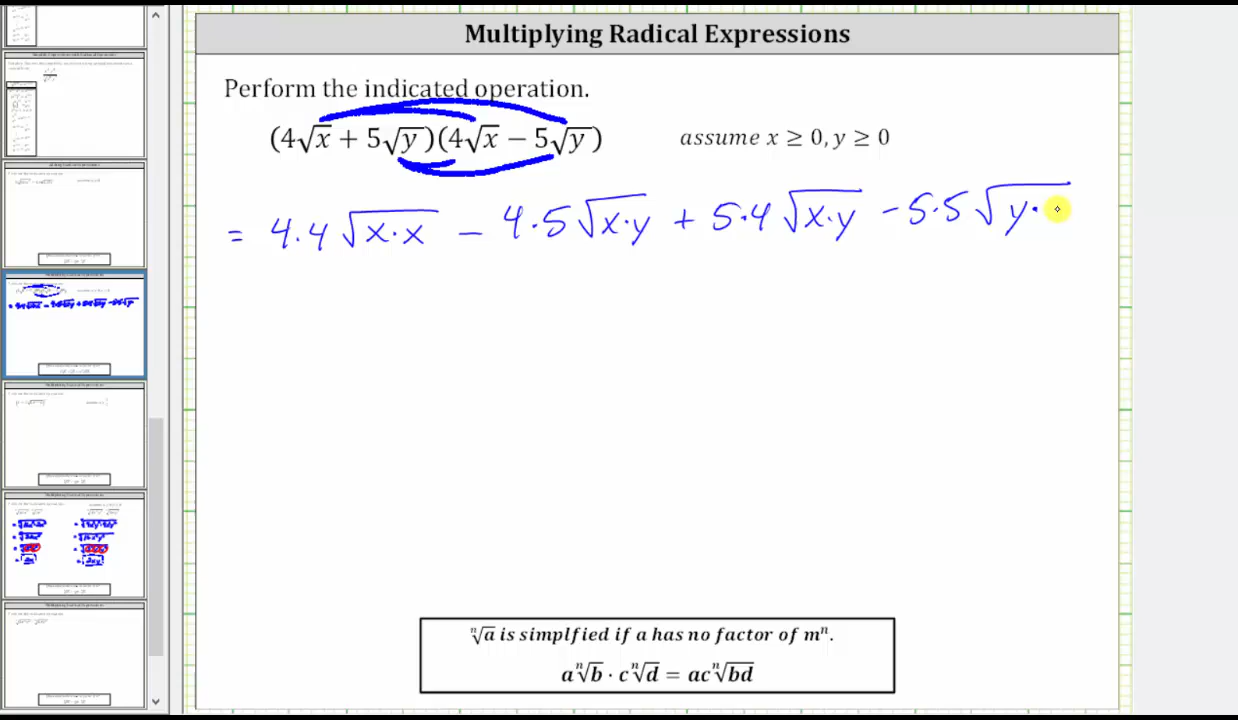 Multiplying Radical Expressions
Perform the indicated operation.
(4√x + 5√y)(4√x − 5√y) assume x ≥ 0, y ≥ 0
= 4·4√x·x − 4·5√x·y + 5·4√x·y − 5·5√y·
ⁿ√a is simplfied if a has no factor of mⁿ.
aⁿ√b · cⁿ√d = acⁿ√bd